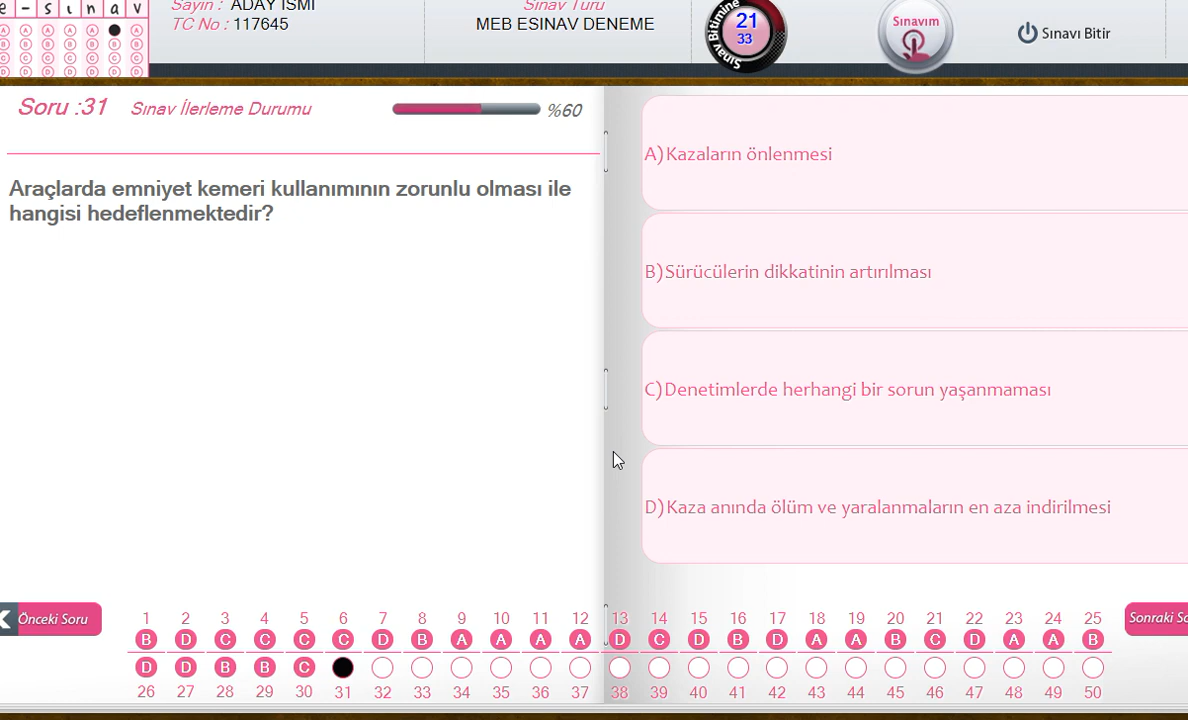 e - s ı n a v
Sayın : ADAY İSMİ
TC No : 117645
Sınav Türü
MEB ESINAV DENEME
Sınav Bitimine
21
33
Sınavım
Sınavı Bitir
Soru :31 Sınav İlerleme Durumu %60
Araçlarda emniyet kemeri kullanımının zorunlu olması ile
hangisi hedeflenmektedir?
A)Kazaların önlenmesi
B)Sürücülerin dikkatinin artırılması
C)Denetimlerde herhangi bir sorun yaşanmaması
D)Kaza anında ölüm ve yaralanmaların en aza indirilmesi
Önceki Soru
1 2 3 4 5 6 7 8 9 10 11 12 13 14 15 16 17 18 19 20 21 22 23 24 25
B D C C C C D B A A A A D C D B D A A B C D A A B
D D B B C
26 27 28 29 30 31 32 33 34 35 36 37 38 39 40 41 42 43 44 45 46 47 48 49 50
Sonraki So